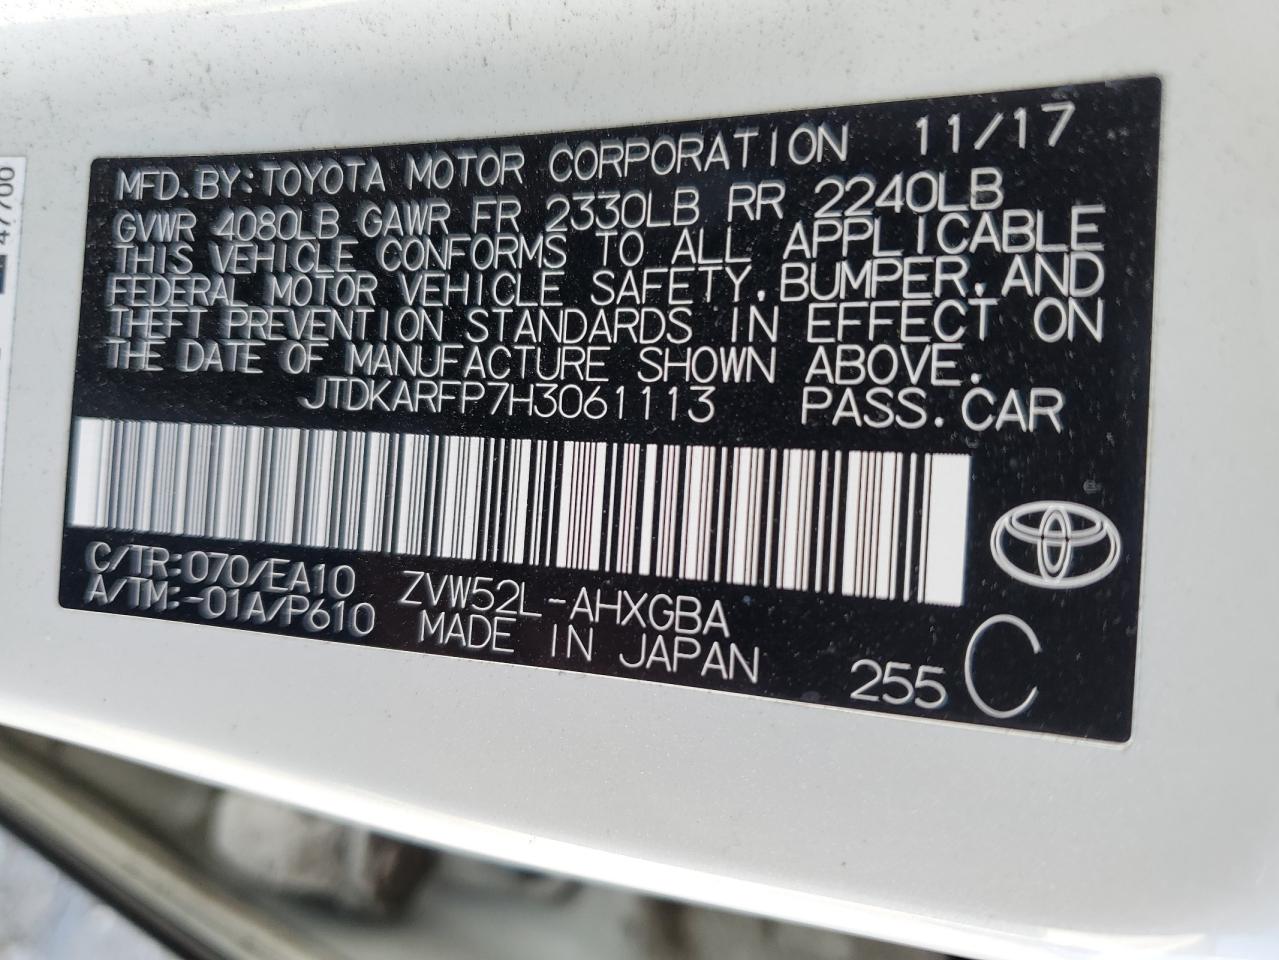 MFD.BY:TOYOTA MOTOR CORPORATION 11/17
GVWR 4080LB GAWR FR 2330LB RR 2240LB
THIS VEHICLE CONFORMS TO ALL APPLICABLE
FEDERAL MOTOR VEHICLE SAFETY,BUMPER,AND
THEFT PREVENTION STANDARDS IN EFFECT ON
THE DATE OF MANUFACTURE SHOWN ABOVE.
JTDKARFP7H3061113 PASS.CAR
C/TR:070/EA10 ZVW52L-AHXGBA
A/TM:-01A/P610 MADE IN JAPAN
255 C
47700